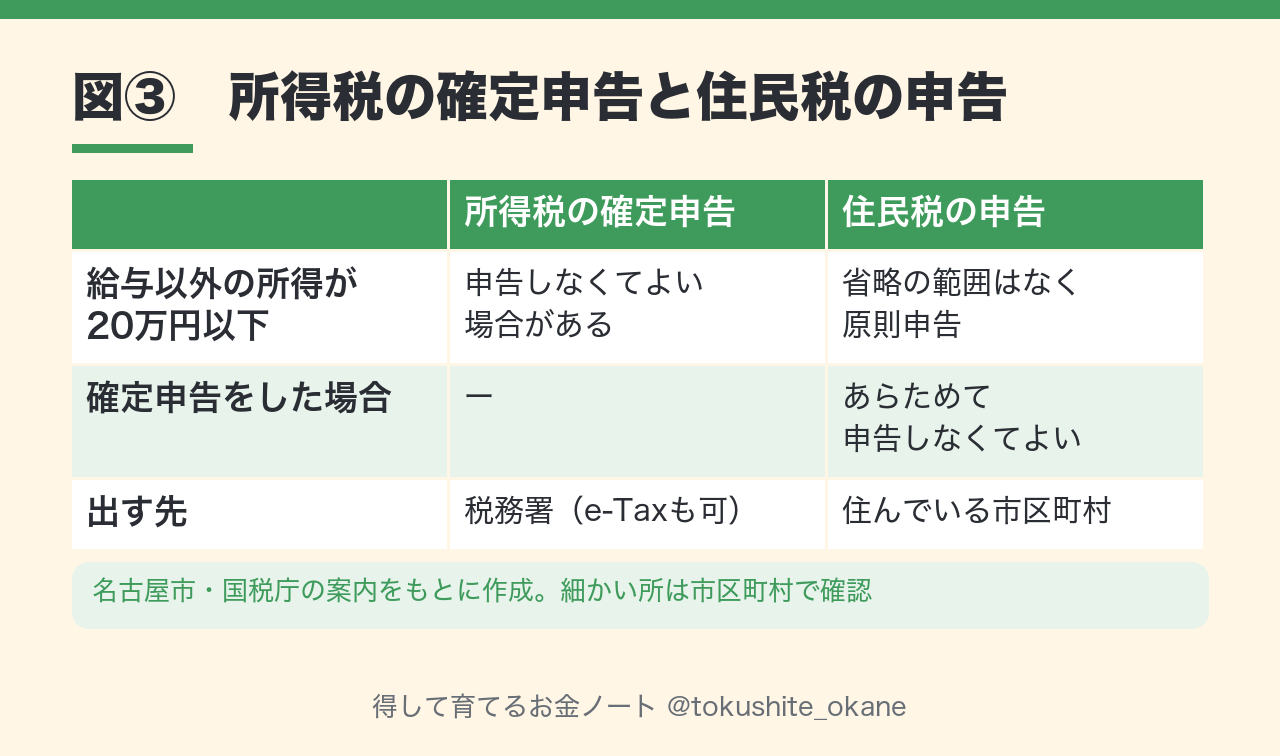 図③　所得税の確定申告と住民税の申告
所得税の確定申告
住民税の申告
給与以外の所得が
20万円以下
申告しなくてよい
場合がある
省略の範囲はなく
原則申告
確定申告をした場合
ー
あらためて
申告しなくてよい
出す先
税務署（e-Taxも可）
住んでいる市区町村
名古屋市・国税庁の案内をもとに作成。細かい所は市区町村で確認
得して育てるお金ノート @tokushite_okane